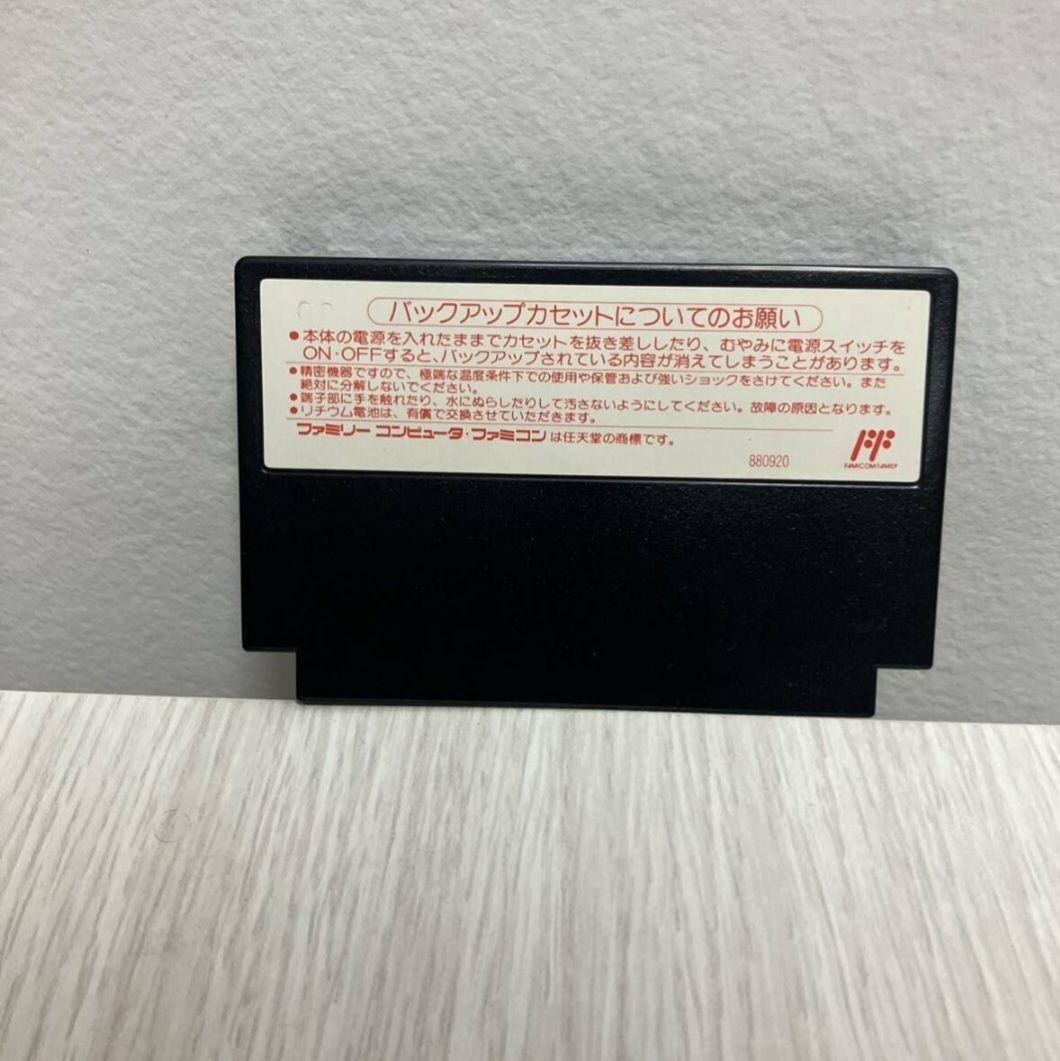 バックアップカセットについてのお願い
●本体の電源を入れたままでカセットを抜き差ししたり、むやみに電源スイッチを
ON・OFFすると、バックアップされている内容が消えてしまうことがあります。
●精密機器ですので、極端な温度条件下での使用や保管および強いショックをさけてください。また
絶対に分解しないでください。
●端子部に手を触れたり、水にぬらしたりして汚さないようにしてください。故障の原因となります。
●リチウム電池は、有償で交換させていただきます。
ファミリー コンピュータ・ファミコンは任天堂の商標です。
880920
FF
FAMICOM FAMILY